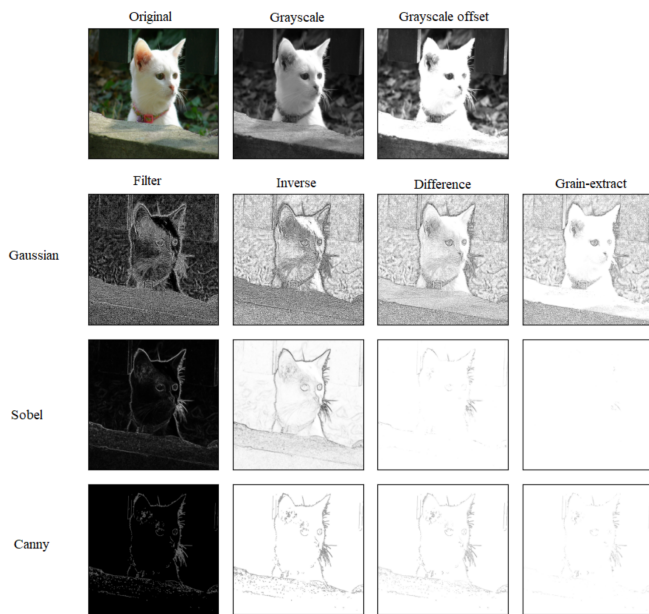 Original Grayscale Grayscale offset
Filter Inverse Difference Grain-extract
Gaussian
Sobel
Canny